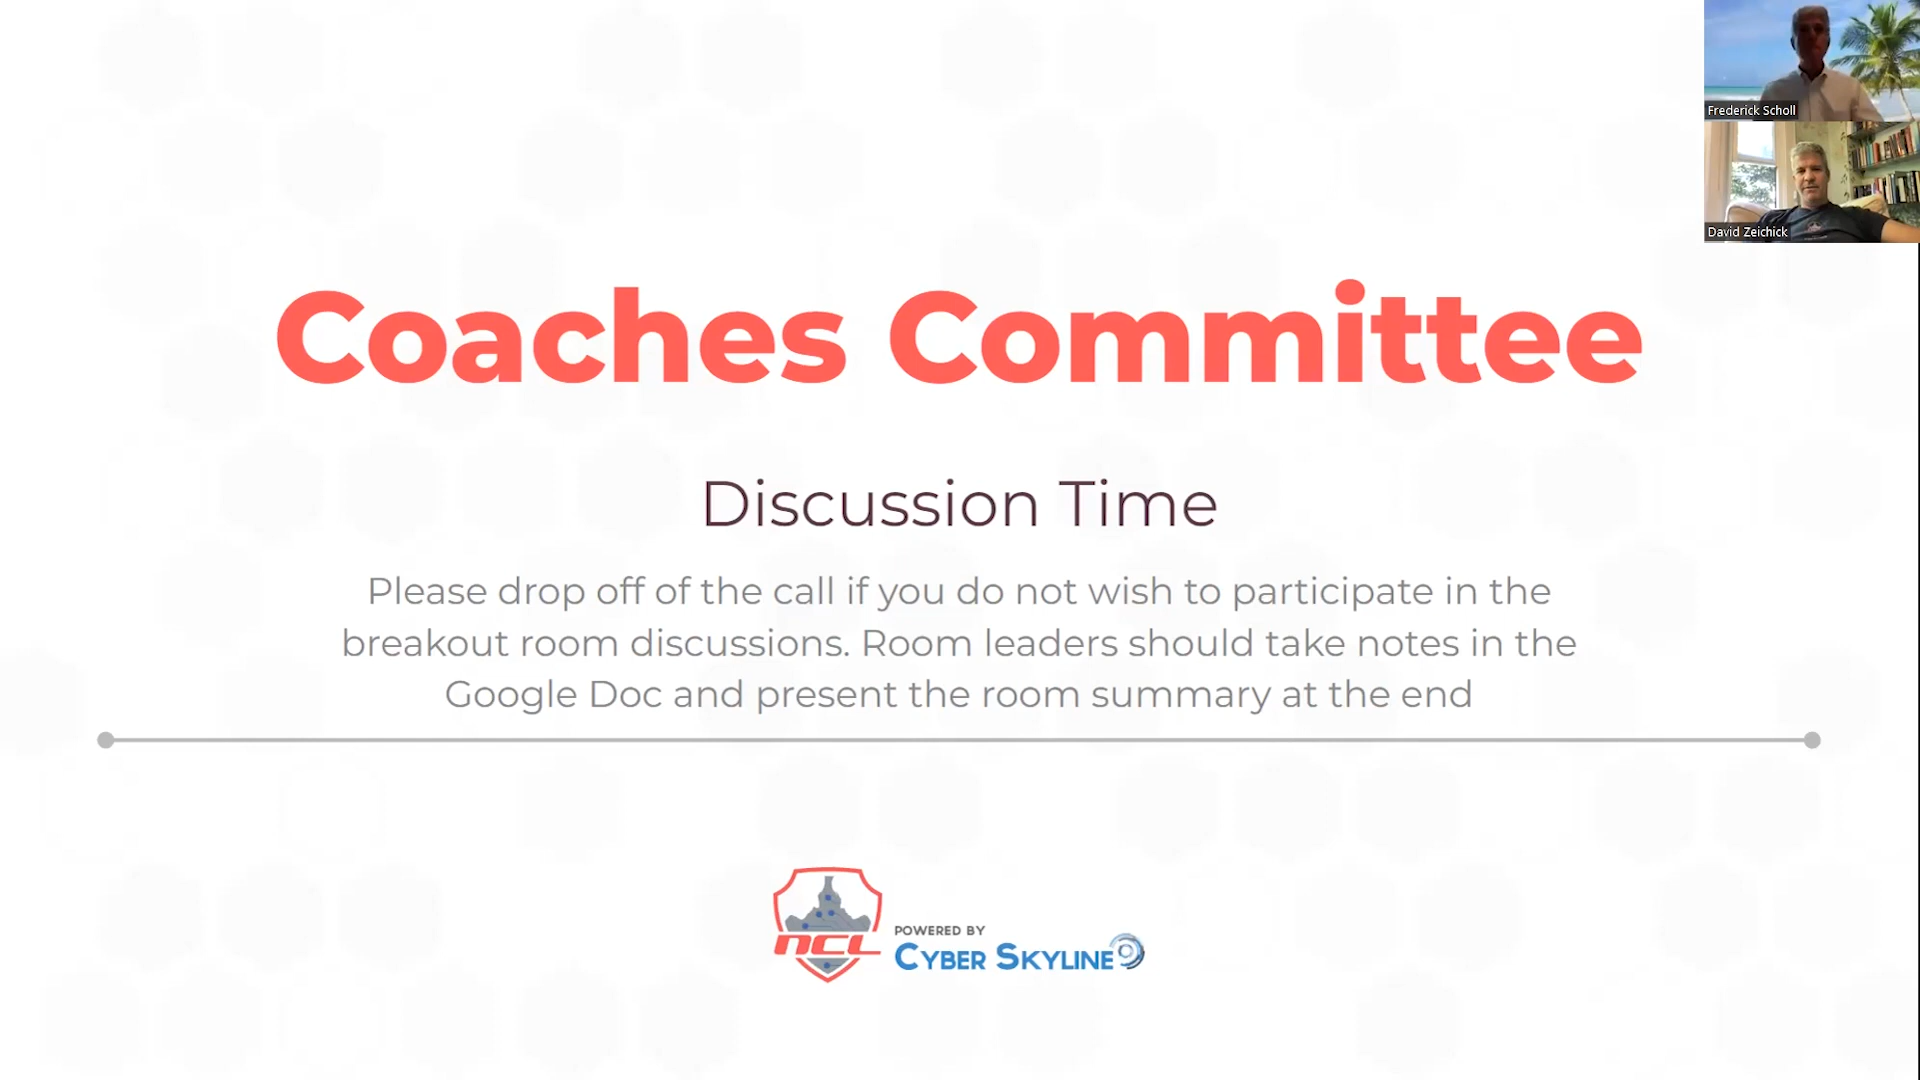 Frederick Scholl
David Zeichick
Coaches Committee
Discussion Time
Please drop off of the call if you do not wish to participate in the
breakout room discussions. Room leaders should take notes in the
Google Doc and present the room summary at the end
NCL
POWERED BY
CYBER SKYLINE